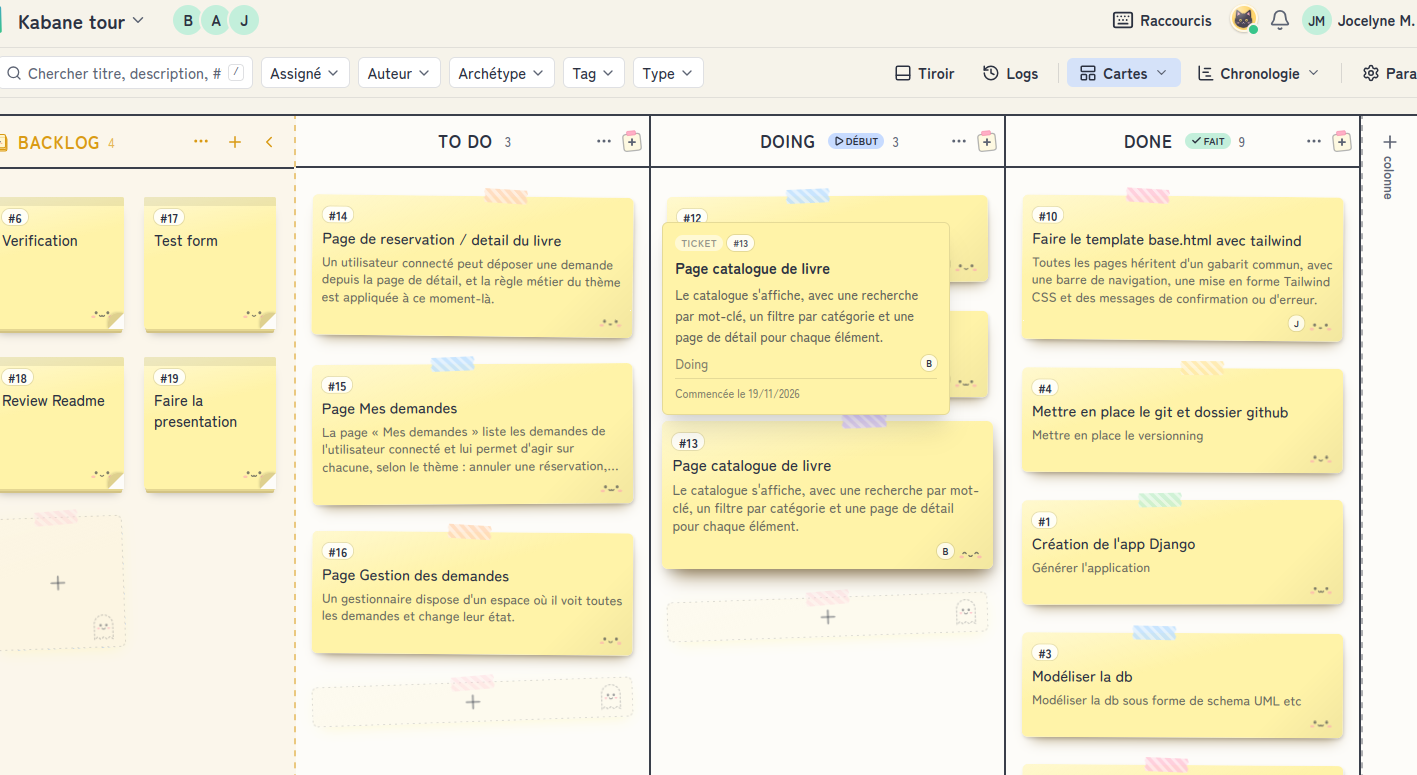 Kabane tour
B A J
Raccourcis
JM Jocelyne M.
Chercher titre, description, # /
Assigné
Auteur
Archétype
Tag
Type
Tiroir
Logs
Cartes
Chronologie
Para
BACKLOG 4
#6
Verification
#17
Test form
#18
Review Readme
#19
Faire la
presentation
TO DO 3
#14
Page de reservation / detail du livre
Un utilisateur connecté peut déposer une demande
depuis la page de détail, et la règle métier du thème
est appliquée à ce moment-là.
#15
Page Mes demandes
La page « Mes demandes » liste les demandes de
l'utilisateur connecté et lui permet d'agir sur
chacune, selon le thème : annuler une réservation,...
#16
Page Gestion des demandes
Un gestionnaire dispose d'un espace où il voit toutes
les demandes et change leur état.
DOING DÉBUT 3
#12
TICKET #13
Page catalogue de livre
Le catalogue s'affiche, avec une recherche
par mot-clé, un filtre par catégorie et une
page de détail pour chaque élément.
Doing B
Commencée le 19/11/2026
#13
Page catalogue de livre
Le catalogue s'affiche, avec une recherche par mot-
clé, un filtre par catégorie et une page de détail
pour chaque élément.
B
DONE FAIT 9
#10
Faire le template base.html avec tailwind
Toutes les pages héritent d'un gabarit commun, avec
une barre de navigation, une mise en forme Tailwind
CSS et des messages de confirmation ou d'erreur.
J
#4
Mettre en place le git et dossier github
Mettre en place le versionning
#1
Création de l'app Django
Générer l'application
#3
Modéliser la db
Modéliser la db sous forme de schema UML etc
colonne